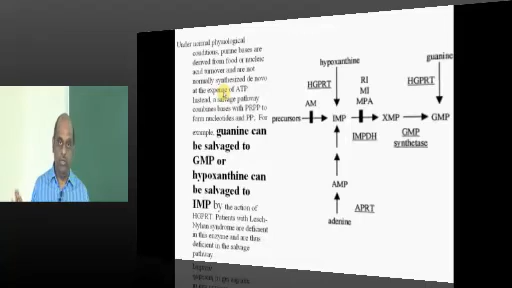 Under normal physiological
conditions, purine bases are
derived from food or nucleic
acid turnover and are not
normally synthesized de novo
at the expense of ATP
Instead, a salvage pathway
combines bases with PRPP to
form nucleotides and PPi. For
example, guanine can
be salvaged to
GMP or
hypoxanthine can
be salvaged to
IMP by the action of
HGPRT. Patients with Lesch-
Nyhan syndrome are deficient
in this enzyme and are thus
deficient in the salvage
pathway.
hypoxanthine
guanine
HGPRT
RI
MI
MPA
HGPRT
AM
precursors
IMP
XMP
GMP
IMPDH
GMP
synthetase
AMP
APRT
adenine